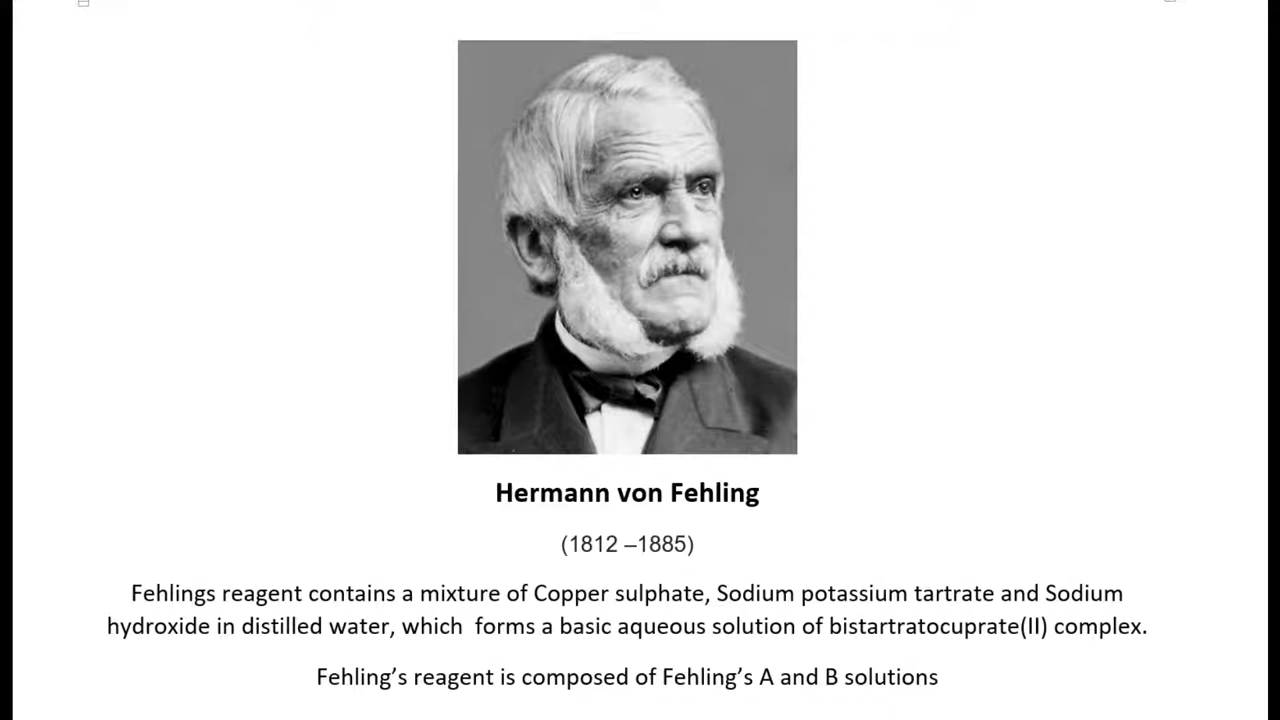 Hermann von Fehling
(1812 –1885)
Fehlings reagent contains a mixture of Copper sulphate, Sodium potassium tartrate and Sodium
hydroxide in distilled water, which  forms a basic aqueous solution of bistartratocuprate(II) complex.
Fehling’s reagent is composed of Fehling’s A and B solutions